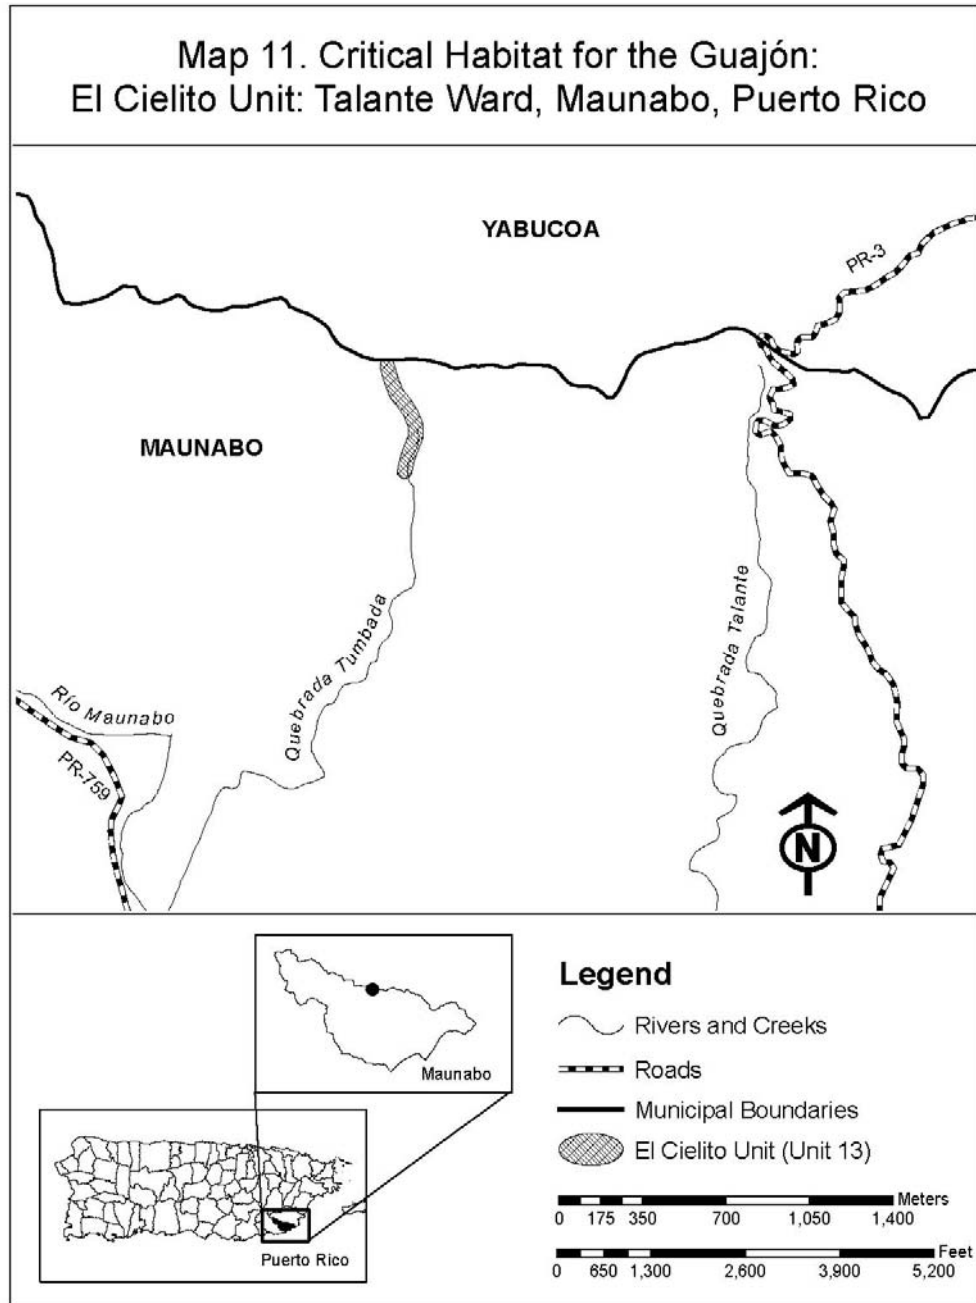 Map 11. Critical Habitat for the Guajón:
El Cielito Unit: Talante Ward, Maunabo, Puerto Rico
YABUCOA
PR-3
MAUNABO
Quebrada Tumbada
Quebrada Talante
Río Maunabo
PR-759
N
Maunabo
Puerto Rico
Legend
Rivers and Creeks
Roads
Municipal Boundaries
El Cielito Unit (Unit 13)
Meters
0 175 350 700 1,050 1,400
Feet
0 650 1,300 2,600 3,900 5,200